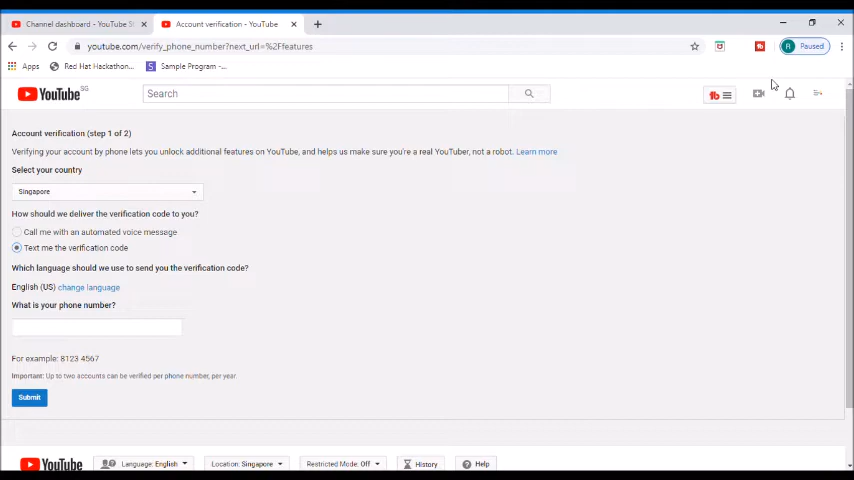 Channel dashboard - YouTube St
Account verification - YouTube
youtube.com/verify_phone_number?next_url=%2Ffeatures
R Paused
Apps Red Hat Hackathon... S Sample Program -...
YouTube SG
Search
Account verification (step 1 of 2)
Verifying your account by phone lets you unlock additional features on YouTube, and helps us make sure you're a real YouTuber, not a robot. Learn more
Select your country
Singapore
How should we deliver the verification code to you?
Call me with an automated voice message
Text me the verification code
Which language should we use to send you the verification code?
English (US) change language
What is your phone number?
For example: 8123 4567
Important: Up to two accounts can be verified per phone number, per year.
Submit
YouTube Language: English Location: Singapore Restricted Mode: Off History Help